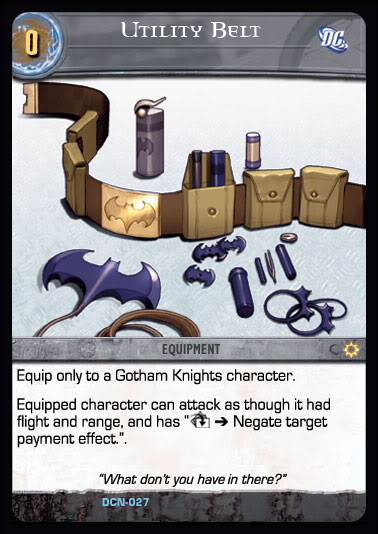 0
UTILITY BELT
DC
EQUIPMENT
C
Equip only to a Gotham Knights character.
Equipped character can attack as though it had
flight and range, and has "➔ Negate target
payment effect.".
"What don't you have in there?"
DCN-027